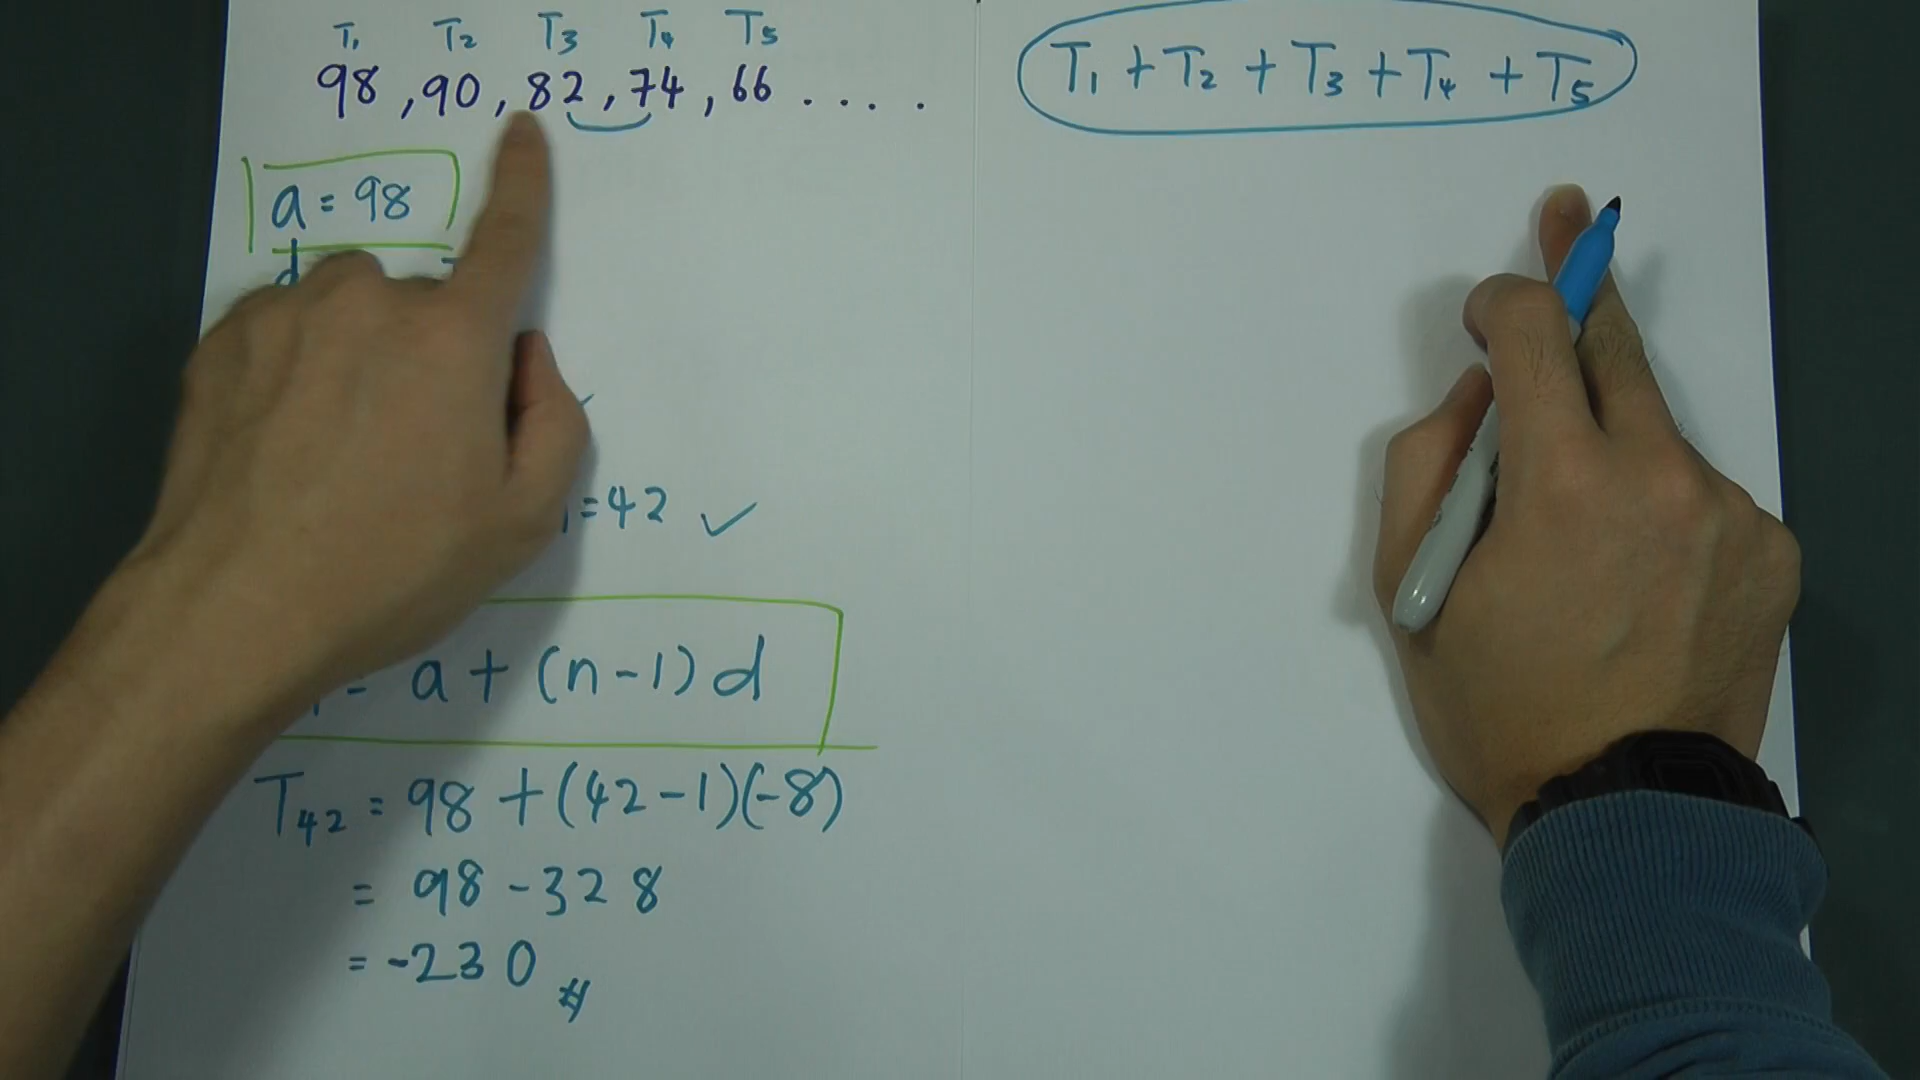 T₁ T₂ T₃ T₄ T₅
98 , 90 , 82 , 74 , 66 . . . .
T₁ + T₂ + T₃ + T₄ + T₅
a = 98
d
=42 ✓
= a + (n - 1) d
T₄₂ = 98 + (42 - 1)(-8)
= 98 - 328
= -230